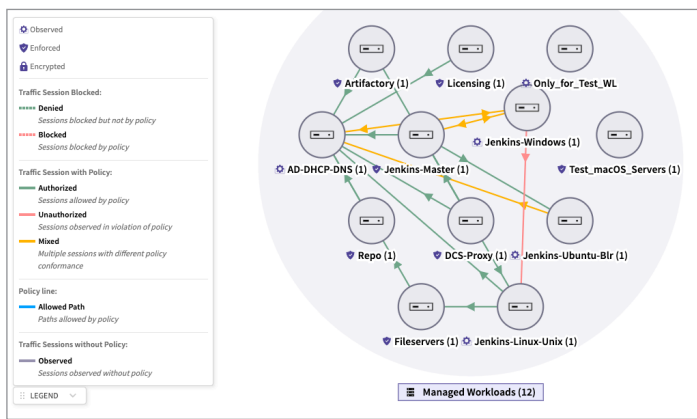 Observed
Enforced
Encrypted
Traffic Session Blocked:
Denied
Sessions blocked but not by policy
Blocked
Sessions blocked by policy
Traffic Session with Policy:
Authorized
Sessions allowed by policy
Unauthorized
Sessions observed in violation of policy
Mixed
Multiple sessions with different policy
conformance
Policy line:
Allowed Path
Paths allowed by policy
Traffic Sessions without Policy:
Observed
Sessions observed without policy
LEGEND
Artifactory (1)
Licensing (1)
Only_for_Test_WL
AD-DHCP-DNS (1)
Jenkins-Master (1)
Jenkins-Windows (1)
Test_macOS_Servers (1)
Repo (1)
DCS-Proxy (1)
Jenkins-Ubuntu-Blr (1)
Fileservers (1)
Jenkins-Linux-Unix (1)
Managed Workloads (12)